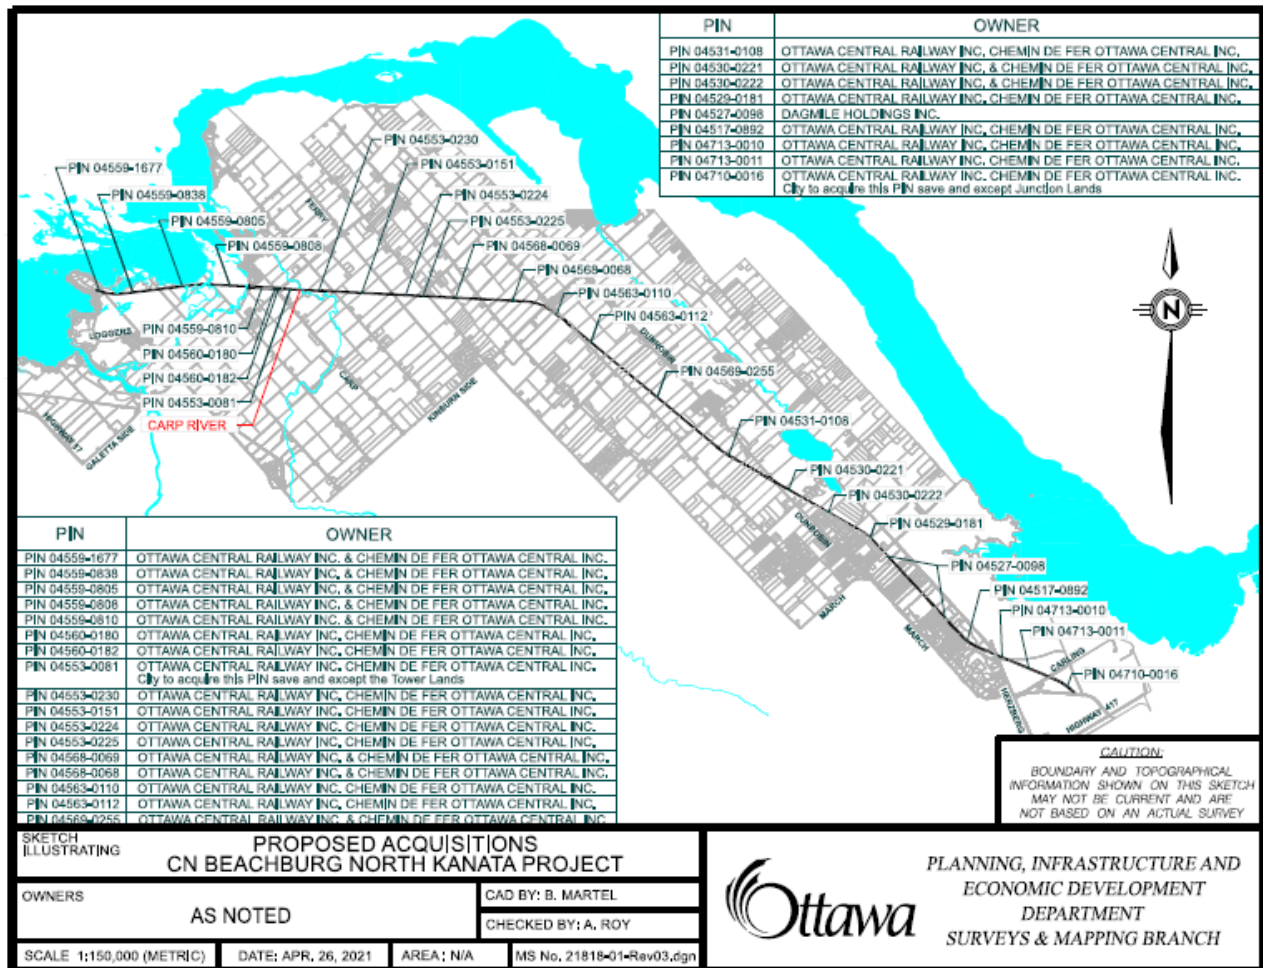 PIN OWNER
PIN 04531-0108 OTTAWA CENTRAL RAILWAY INC. CHEMIN DE FER OTTAWA CENTRAL INC.
PIN 04530-0221 OTTAWA CENTRAL RAILWAY INC. & CHEMIN DE FER OTTAWA CENTRAL INC.
PIN 04530-0222 OTTAWA CENTRAL RAILWAY INC. & CHEMIN DE FER OTTAWA CENTRAL INC.
PIN 04529-0181 OTTAWA CENTRAL RAILWAY INC. CHEMIN DE FER OTTAWA CENTRAL INC.
PIN 04527-0098 DAGMILE HOLDINGS INC.
PIN 04517-0892 OTTAWA CENTRAL RAILWAY INC. CHEMIN DE FER OTTAWA CENTRAL INC.
PIN 04713-0010 OTTAWA CENTRAL RAILWAY INC. CHEMIN DE FER OTTAWA CENTRAL INC.
PIN 04713-0011 OTTAWA CENTRAL RAILWAY INC. CHEMIN DE FER OTTAWA CENTRAL INC.
PIN 04710-0016 OTTAWA CENTRAL RAILWAY INC. CHEMIN DE FER OTTAWA CENTRAL INC.
City to acquire this PIN save and except Junction Lands
PIN 04553-0230
PIN 04553-0151
PIN 04559-1677
PIN 04559-0838
PIN 04553-0224
PIN 04559-0805
PIN 04553-0225
PIN 04559-0808
PIN 04568-0069
PIN 04568-0068
PIN 04563-0110
PIN 04563-0112
FERRY
N
LOGGERS
PIN 04559-0810
PIN 04560-0180
PIN 04560-0182
PIN 04553-0081
CARP RIVER
CARP
KINBURN SIDE
HIGHWAY 17
GALETTA SIDE
DUNROBIN
PIN 04569-0255
PIN 04531-0108
PIN 04530-0221
PIN 04530-0222
PIN 04529-0181
DUNROBIN
PIN 04527-0098
PIN 04517-0892
MARCH
PIN 04713-0010
MARCH
PIN 04713-0011
CARLING
PIN 04710-0016
HERZBERG
HIGHWAY 417
PIN OWNER
PIN 04559-1677 OTTAWA CENTRAL RAILWAY INC. & CHEMIN DE FER OTTAWA CENTRAL INC.
PIN 04559-0838 OTTAWA CENTRAL RAILWAY INC. & CHEMIN DE FER OTTAWA CENTRAL INC.
PIN 04559-0805 OTTAWA CENTRAL RAILWAY INC. & CHEMIN DE FER OTTAWA CENTRAL INC.
PIN 04559-0808 OTTAWA CENTRAL RAILWAY INC. & CHEMIN DE FER OTTAWA CENTRAL INC.
PIN 04559-0810 OTTAWA CENTRAL RAILWAY INC. & CHEMIN DE FER OTTAWA CENTRAL INC.
PIN 04560-0180 OTTAWA CENTRAL RAILWAY INC. CHEMIN DE FER OTTAWA CENTRAL INC.
PIN 04560-0182 OTTAWA CENTRAL RAILWAY INC. CHEMIN DE FER OTTAWA CENTRAL INC.
PIN 04553-0081 OTTAWA CENTRAL RAILWAY INC. CHEMIN DE FER OTTAWA CENTRAL INC.
City to acquire this PIN save and except the Tower Lands
PIN 04553-0230 OTTAWA CENTRAL RAILWAY INC. CHEMIN DE FER OTTAWA CENTRAL INC.
PIN 04553-0151 OTTAWA CENTRAL RAILWAY INC. CHEMIN DE FER OTTAWA CENTRAL INC.
PIN 04553-0224 OTTAWA CENTRAL RAILWAY INC. CHEMIN DE FER OTTAWA CENTRAL INC.
PIN 04553-0225 OTTAWA CENTRAL RAILWAY INC. CHEMIN DE FER OTTAWA CENTRAL INC.
PIN 04568-0069 OTTAWA CENTRAL RAILWAY INC. & CHEMIN DE FER OTTAWA CENTRAL INC.
PIN 04568-0068 OTTAWA CENTRAL RAILWAY INC. & CHEMIN DE FER OTTAWA CENTRAL INC.
PIN 04563-0110 OTTAWA CENTRAL RAILWAY INC. CHEMIN DE FER OTTAWA CENTRAL INC.
PIN 04563-0112 OTTAWA CENTRAL RAILWAY INC. CHEMIN DE FER OTTAWA CENTRAL INC.
PIN 04569-0255 OTTAWA CENTRAL RAILWAY INC. & CHEMIN DE FER OTTAWA CENTRAL INC
CAUTION:
BOUNDARY AND TOPOGRAPHICAL
INFORMATION SHOWN ON THIS SKETCH
MAY NOT BE CURRENT AND ARE
NOT BASED ON AN ACTUAL SURVEY
SKETCH
ILLUSTRATING
PROPOSED ACQUISITIONS
CN BEACHBURG NORTH KANATA PROJECT
OWNERS
AS NOTED
CAD BY: B. MARTEL
CHECKED BY: A. ROY
SCALE 1:150,000 (METRIC) DATE: APR. 26, 2021 AREA: N/A MS No. 21818-01-Rev03.dgn
Ottawa
PLANNING, INFRASTRUCTURE AND
ECONOMIC DEVELOPMENT
DEPARTMENT
SURVEYS & MAPPING BRANCH